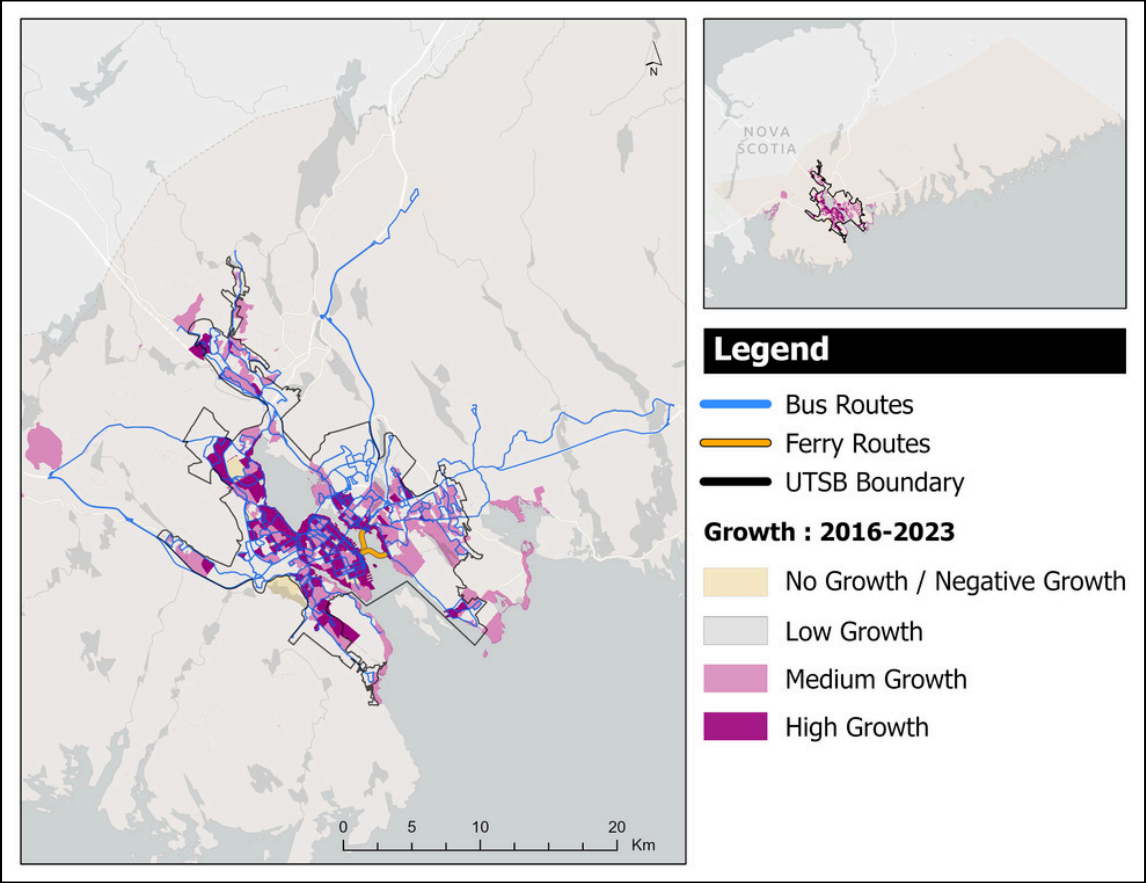 N
NOVA
SCOTIA
Legend
Bus Routes
Ferry Routes
UTSB Boundary
Growth : 2016-2023
No Growth / Negative Growth
Low Growth
Medium Growth
High Growth
0 5 10 20
Km